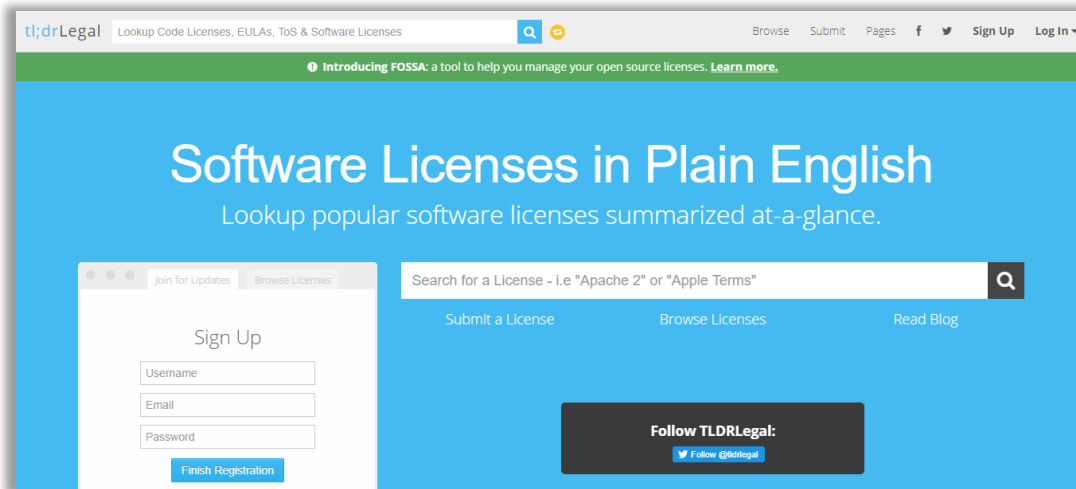 tl;drLegal Lookup Code Licenses, EULAs, ToS & Software Licenses Browse Submit Pages Sign Up Log In
Introducing FOSSA: a tool to help you manage your open source licenses. Learn more.
Software Licenses in Plain English
Lookup popular software licenses summarized at-a-glance.
Join for Updates Browse Licenses
Sign Up
Username
Email
Password
Finish Registration
Search for a License - i.e "Apache 2" or "Apple Terms"
Submit a License Browse Licenses Read Blog
Follow TLDRLegal:
Follow @tldrlegal